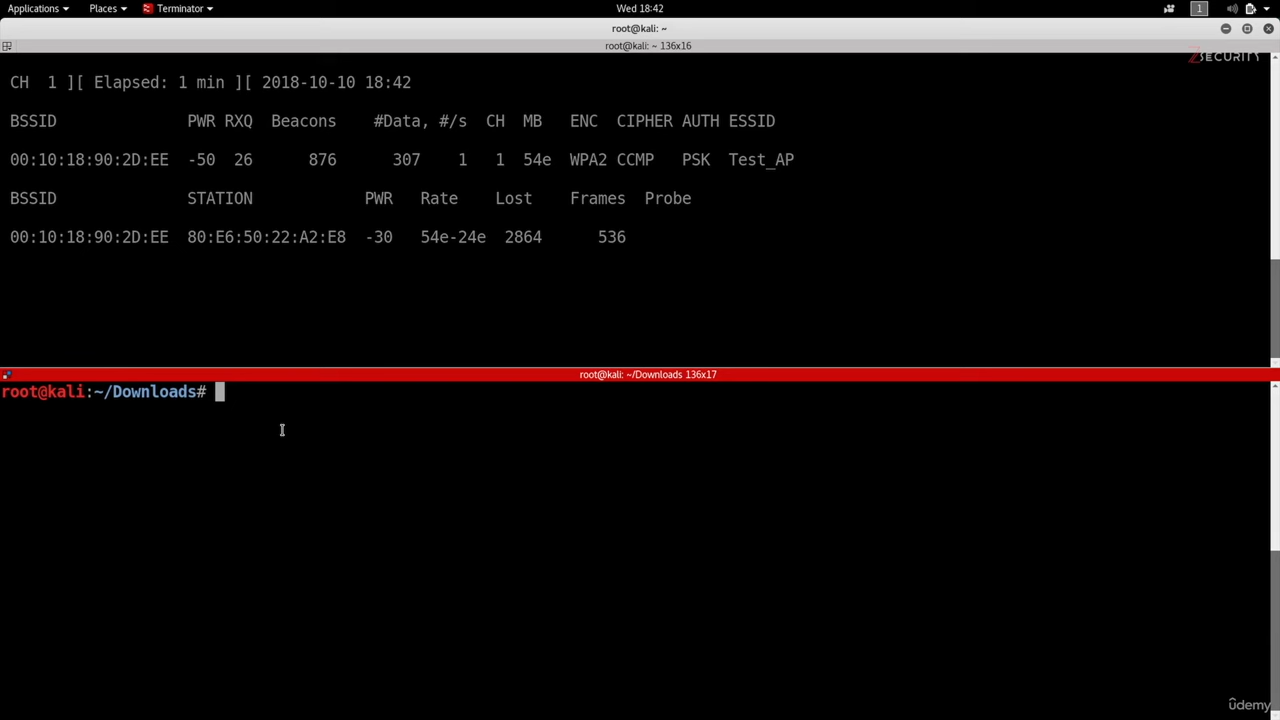 Applications Places Terminator Wed 18:42 1
root@kali: ~
root@kali: ~ 136x16
ZSECURITY
CH 1 ][ Elapsed: 1 min ][ 2018-10-10 18:42
BSSID PWR RXQ Beacons #Data, #/s CH MB ENC CIPHER AUTH ESSID
00:10:18:90:2D:EE -50 26 876 307 1 1 54e WPA2 CCMP PSK Test_AP
BSSID STATION PWR Rate Lost Frames Probe
00:10:18:90:2D:EE 80:E6:50:22:A2:E8 -30 54e-24e 2864 536
root@kali: ~/Downloads 136x17
root@kali:~/Downloads#
ûdemy